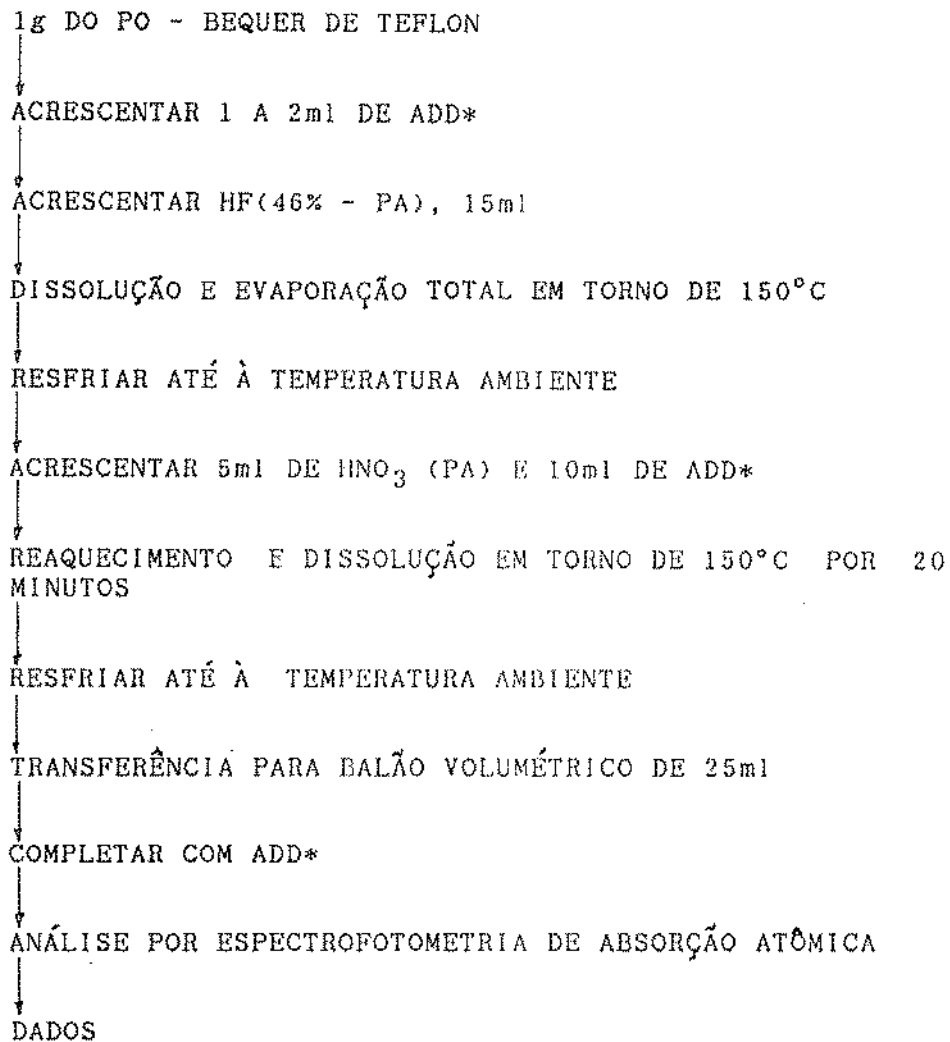 1g DO PO - BEQUER DE TEFLON
ACRESCENTAR 1 A 2ml DE ADD*
ACRESCENTAR HF(46% - PA), 15ml
DISSOLUÇÃO E EVAPORAÇÃO TOTAL EM TORNO DE 150°C
RESFRIAR ATÉ À TEMPERATURA AMBIENTE
ACRESCENTAR 5ml DE HNO₃ (PA) E 10ml DE ADD*
REAQUECIMENTO E DISSOLUÇÃO EM TORNO DE 150°C POR 20
MINUTOS
RESFRIAR ATÉ À TEMPERATURA AMBIENTE
TRANSFERÊNCIA PARA BALÃO VOLUMÉTRICO DE 25ml
COMPLETAR COM ADD*
ANÁLISE POR ESPECTROFOTOMETRIA DE ABSORÇÃO ATÔMICA
DADOS